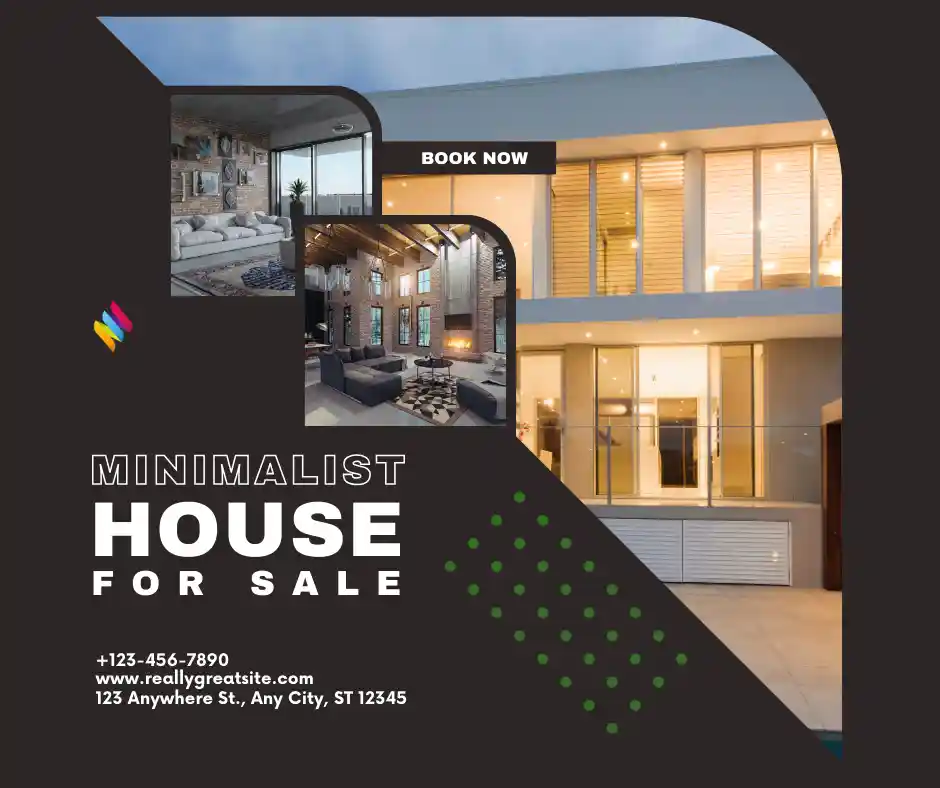 BOOK NOW
MINIMALIST
HOUSE
FOR SALE
+123-456-7890
www.reallygreatsite.com
123 Anywhere St., Any City, ST 12345